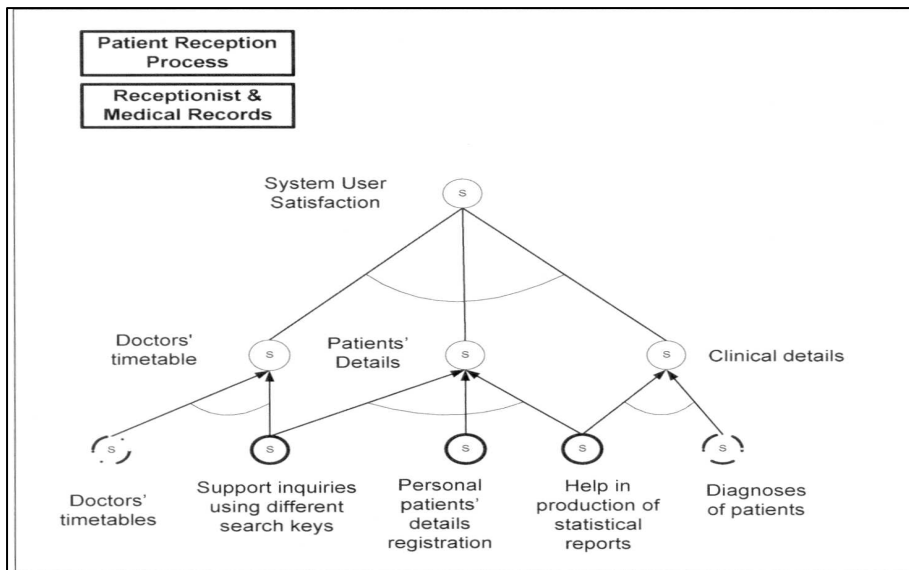 Patient Reception
Process
Receptionist &
Medical Records
System User
Satisfaction
S
Doctors'
timetable
S
Patients'
Details
S
S
Clinical details
S
S
S
S
S
Doctors'
timetables
Support inquiries
using different
search keys
Personal
patients'
details
registration
Help in
production of
statistical
reports
Diagnoses
of patients